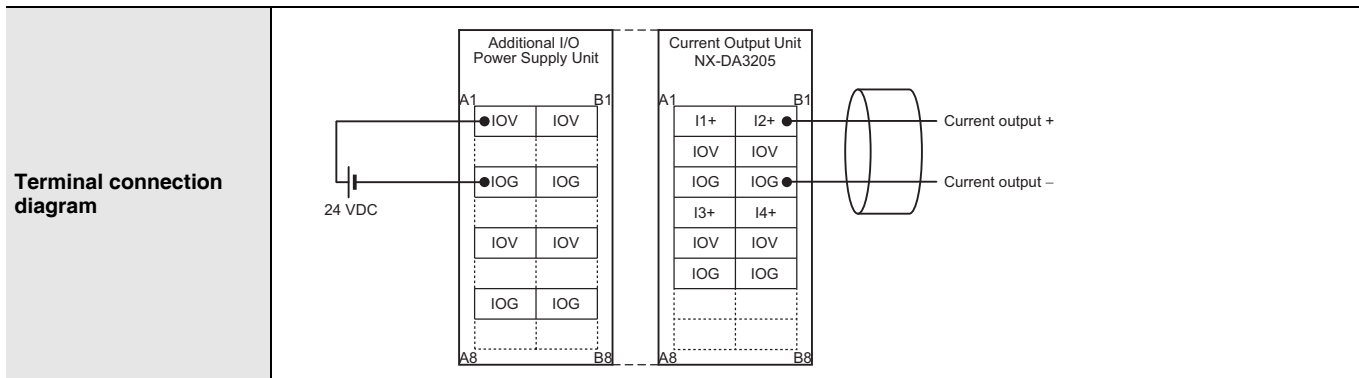 Terminal connection
diagram
Additional I/O
Power Supply Unit
A1
B1
IOV IOV
IOG IOG
IOV IOV
IOG IOG
A8
B8
24 VDC
Current Output Unit
NX-DA3205
A1
B1
I1+ I2+
IOV IOV
IOG IOG
I3+ I4+
IOV IOV
IOG IOG
A8
B8
Current output +
Current output −